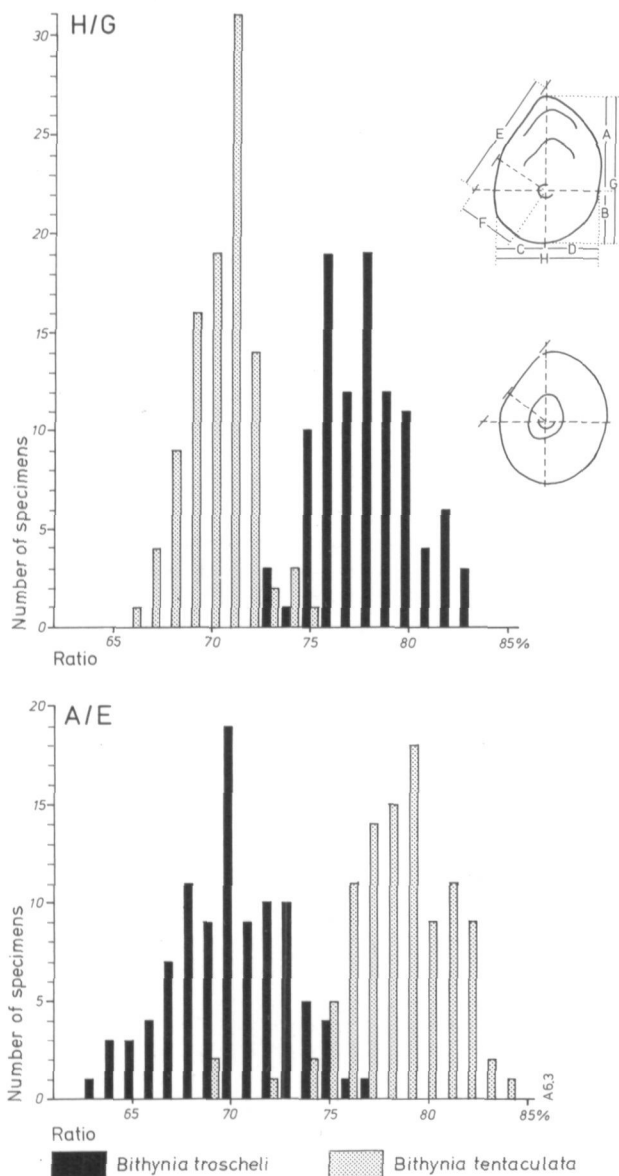 H/G
30
25
20
15
10
5
0
Number of specimens
65 70 75 80 85%
Ratio
E A G B F C D H
A/E
20
15
10
5
0
Number of specimens
65 70 75 80 85%
Ratio
A6,3
Bithynia troscheli Bithynia tentaculata